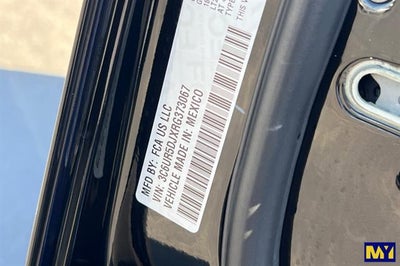 MFD BY: FCA US LLC
VIN: 3C6UR5DJXRG373067
VEHICLE MADE IN: MEXICO
MY